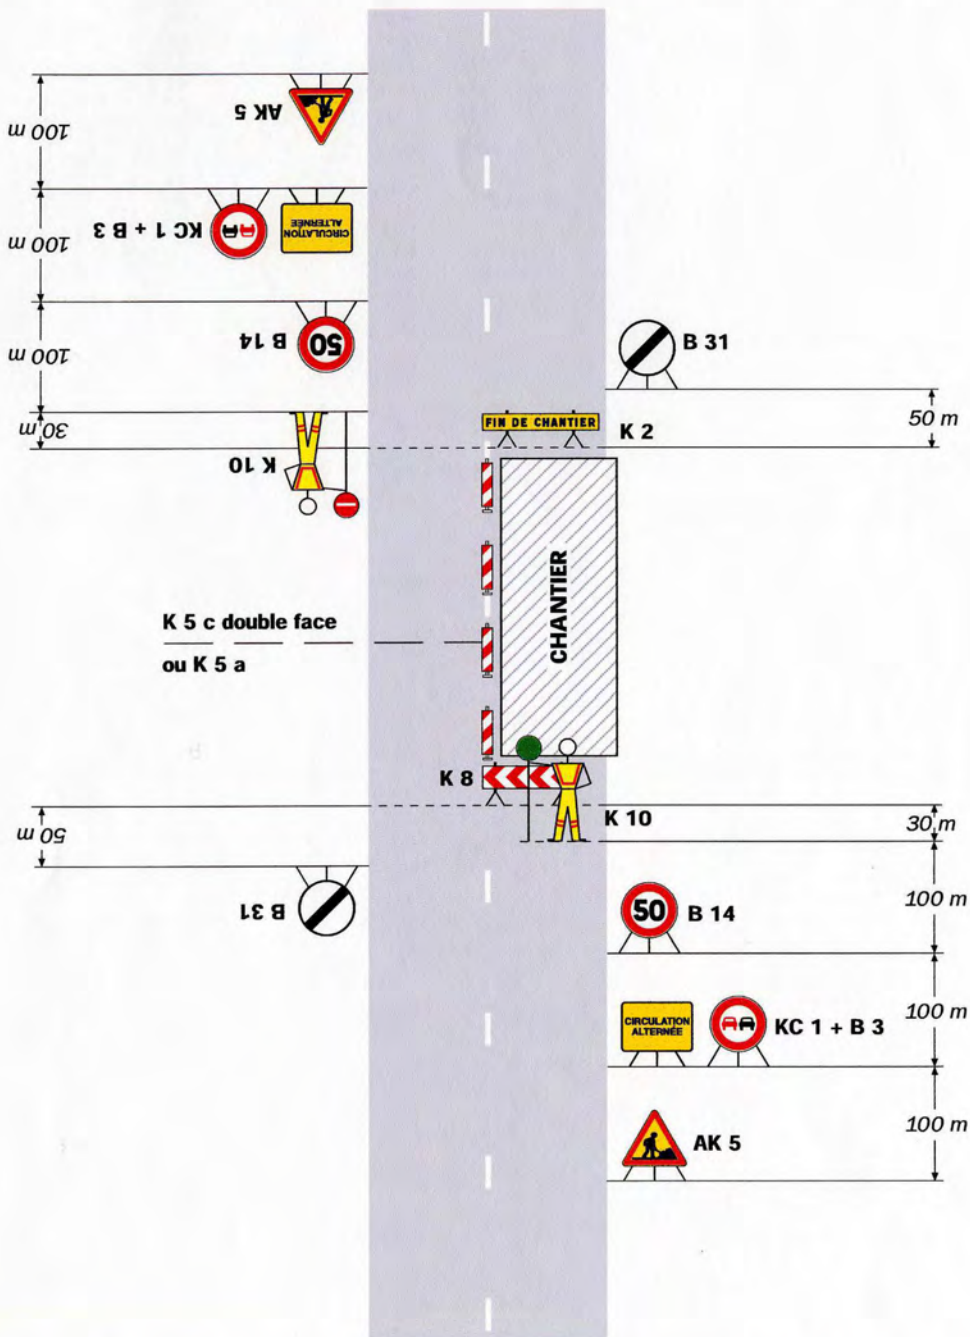 100 m
AK 5
100 m
KC 1 + B 3
CIRCULATION
ALTERNÉE
100 m
B 14
50
B 31
30 m
50 m
FIN DE CHANTIER
K 2
K 10
CHANTIER
K 5 c double face
ou K 5 a
K 8
K 10
30 m
50 m
B 31
50
B 14
100 m
CIRCULATION
ALTERNÉE
KC 1 + B 3
100 m
AK 5
100 m